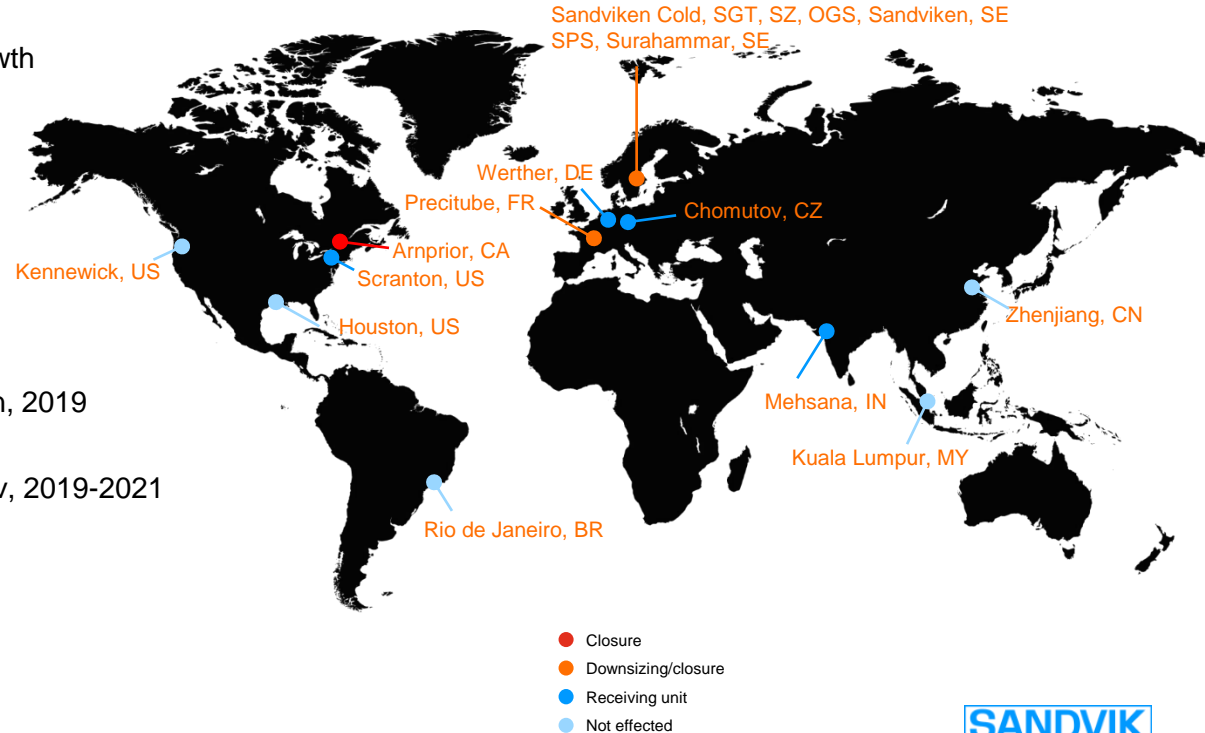 Sandviken Cold, SGT, SZ, OGS, Sandviken, SE
SPS, Surahammar, SE
Werther, DE
Precitube, FR
Chomutov, CZ
Arnprior, CA
Kennewick, US
Scranton, US
Houston, US
Zhenjiang, CN
, 2019
Mehsana, IN
Kuala Lumpur, MY
, 2019-2021
Rio de Janeiro, BR
Closure
Downsizing/closure
Receiving unit
Not effected
SANDVIK